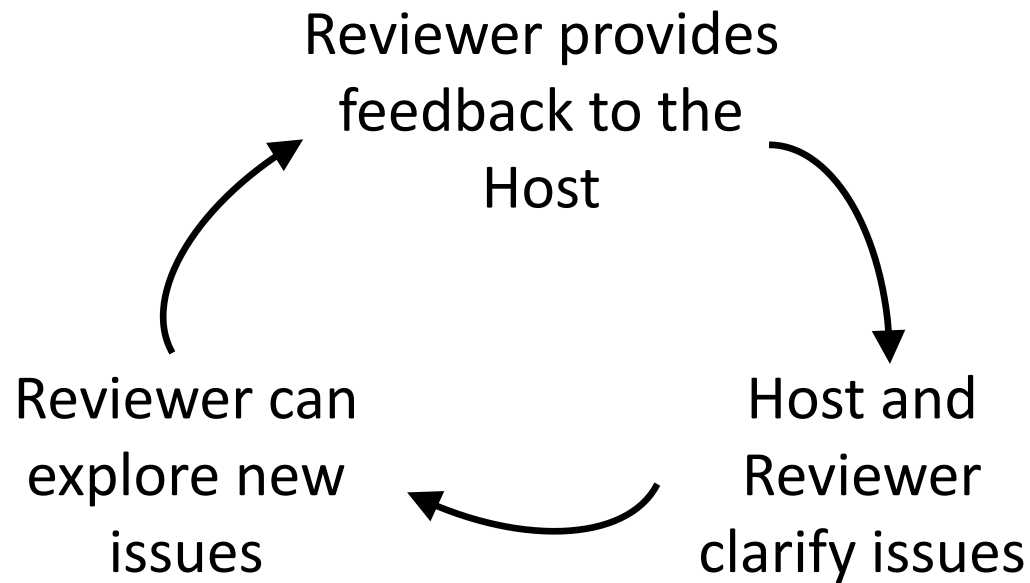 Reviewer provides
feedback to the
Host
Host and
Reviewer
clarify issues
Reviewer can
explore new
issues